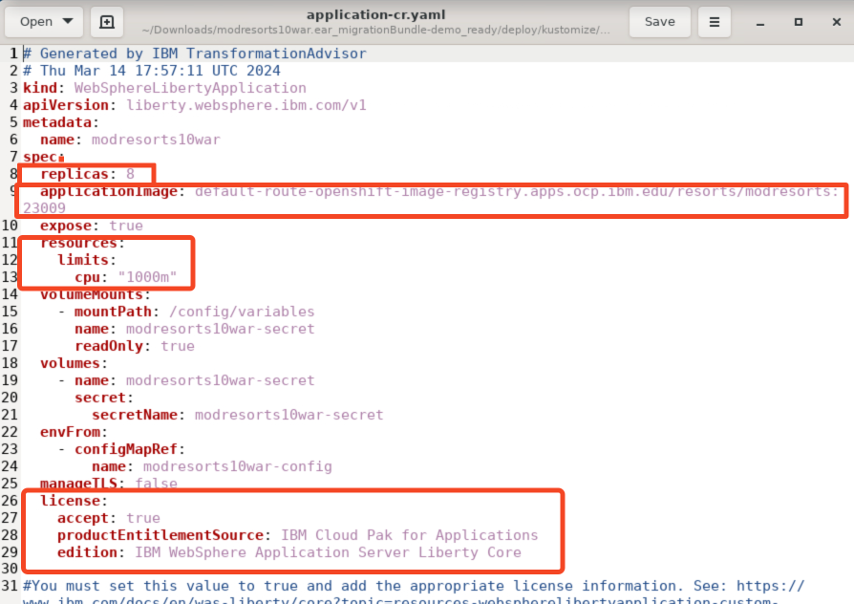 Open
application-cr.yaml
~/Downloads/modresorts10war.ear_migrationBundle-demo_ready/deploy/kustomize/...
Save
1 # Generated by IBM TransformationAdvisor
2 # Thu Mar 14 17:57:11 UTC 2024
3 kind: WebSphereLibertyApplication
4 apiVersion: liberty.websphere.ibm.com/v1
5 metadata:
6   name: modresorts10war
7 spec:
8   replicas: 8
9   applicationImage: default-route-openshift-image-registry.apps.ocp.ibm.edu/resorts/modresorts:
23009
10   expose: true
11   resources:
12     limits:
13       cpu: "1000m"
14   volumeMounts:
15     - mountPath: /config/variables
16       name: modresorts10war-secret
17       readOnly: true
18   volumes:
19     - name: modresorts10war-secret
20       secret:
21         secretName: modresorts10war-secret
22   envFrom:
23     - configMapRef:
24         name: modresorts10war-config
25   manageTLS: false
26   license:
27     accept: true
28     productEntitlementSource: IBM Cloud Pak for Applications
29     edition: IBM WebSphere Application Server Liberty Core
30
31 #You must set this value to true and add the appropriate license information. See: https://
www.ibm.com/docs/en/was-liberty/core?topic=resources-webspherelibertyapplication-custom-